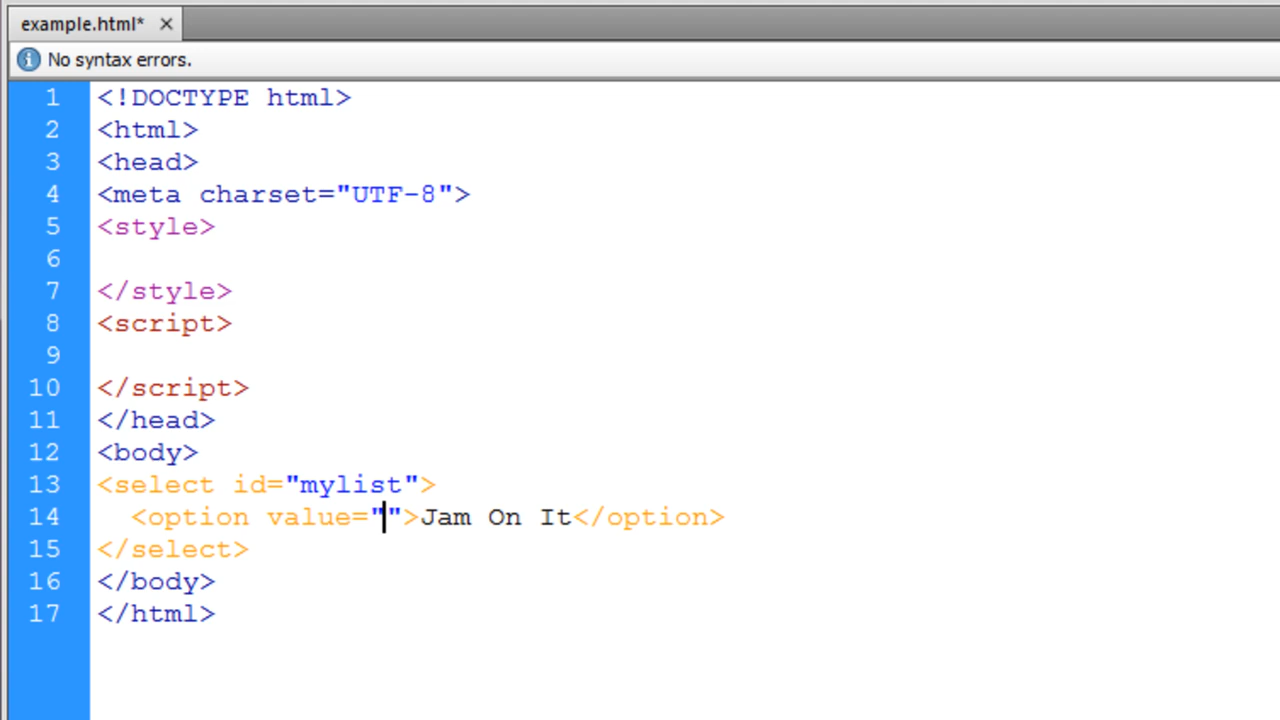 example.html* ×
No syntax errors.
1 <!DOCTYPE html>
2 <html>
3 <head>
4 <meta charset="UTF-8">
5 <style>
6
7 </style>
8 <script>
9
10 </script>
11 </head>
12 <body>
13 <select id="mylist">
14   <option value="">Jam On It</option>
15 </select>
16 </body>
17 </html>